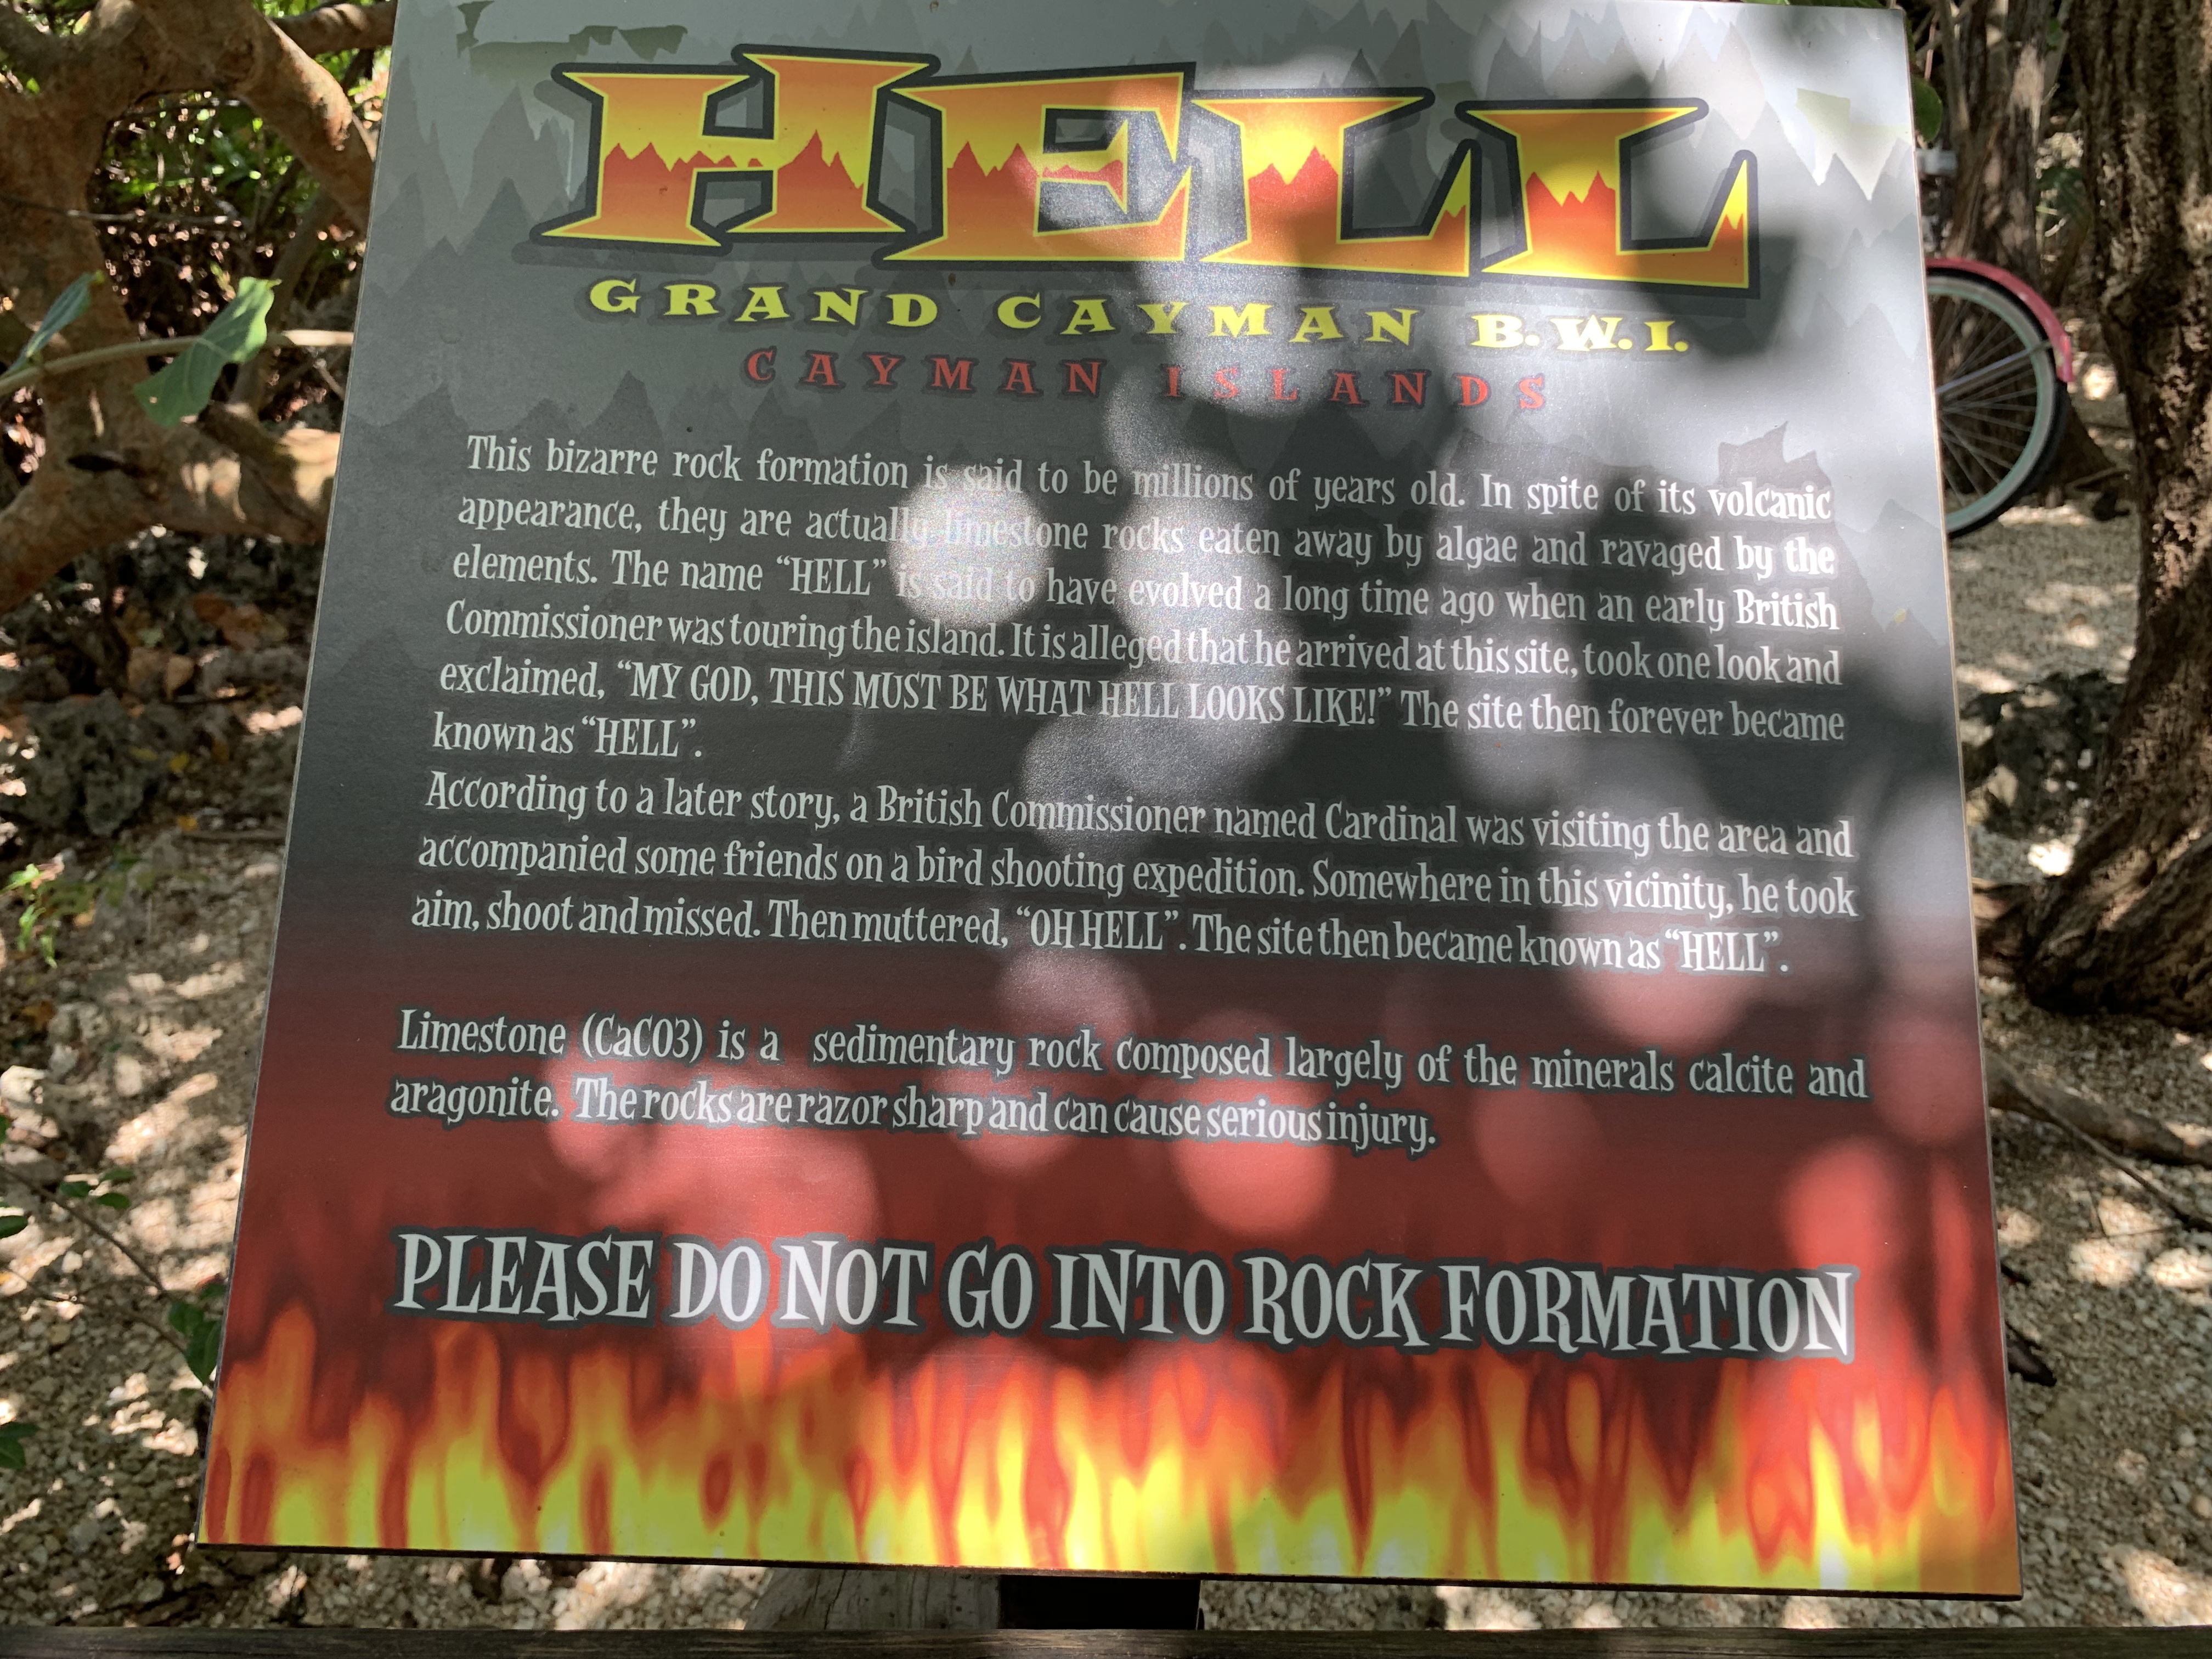 HELL
GRAND CAYMAN B.W.I.
CAYMAN ISLANDS
This bizarre rock formation is said to be millions of years old. In spite of its volcanic
appearance, they are actually limestone rocks eaten away by algae and ravaged by the
elements. The name “HELL” is said to have evolved a long time ago when an early British
Commissioner was touring the island. It is alleged that he arrived at this site, took one look and
exclaimed, “MY GOD, THIS MUST BE WHAT HELL LOOKS LIKE!” The site then forever became
known as “HELL”.
According to a later story, a British Commissioner named Cardinal was visiting the area and
accompanied some friends on a bird shooting expedition. Somewhere in this vicinity, he took
aim, shoot and missed. Then muttered, “OH HELL”. The site then became known as “HELL”.
Limestone (CaCO3) is a sedimentary rock composed largely of the minerals calcite and
aragonite. The rocks are razor sharp and can cause serious injury.
PLEASE DO NOT GO INTO ROCK FORMATION